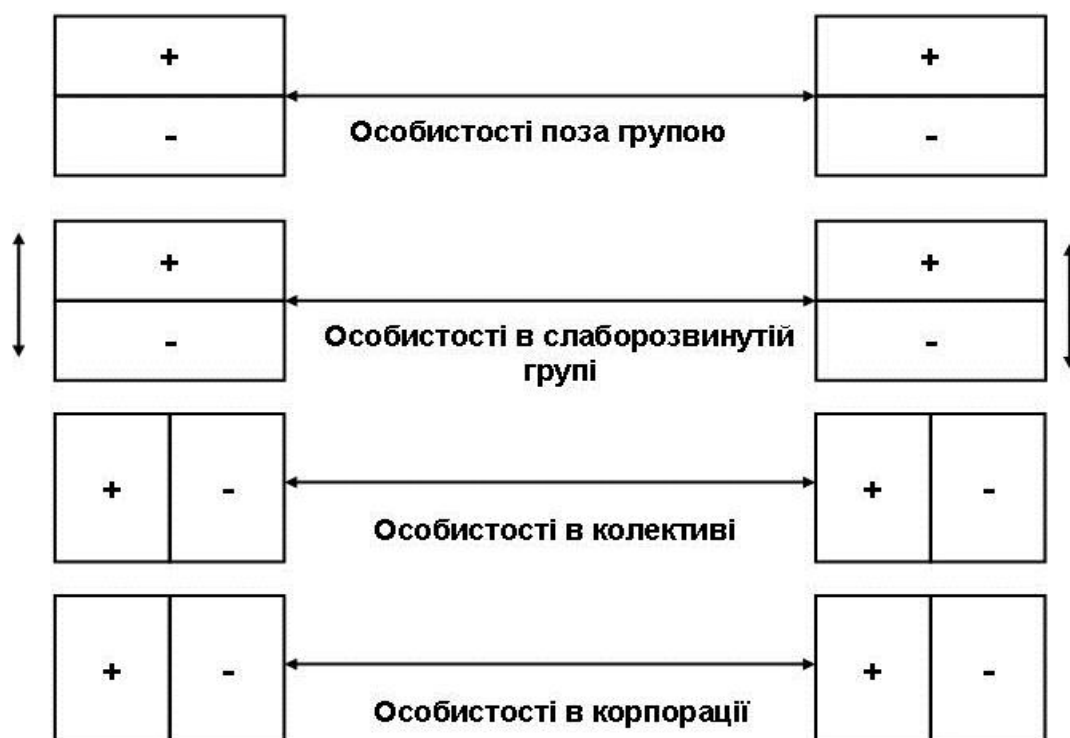 + +
- -
Особистості поза групою
+ +
- -
Особистості в слаборозвинутій
групі
+ - + -
Особистості в колективі
+ - + -
Особистості в корпорації